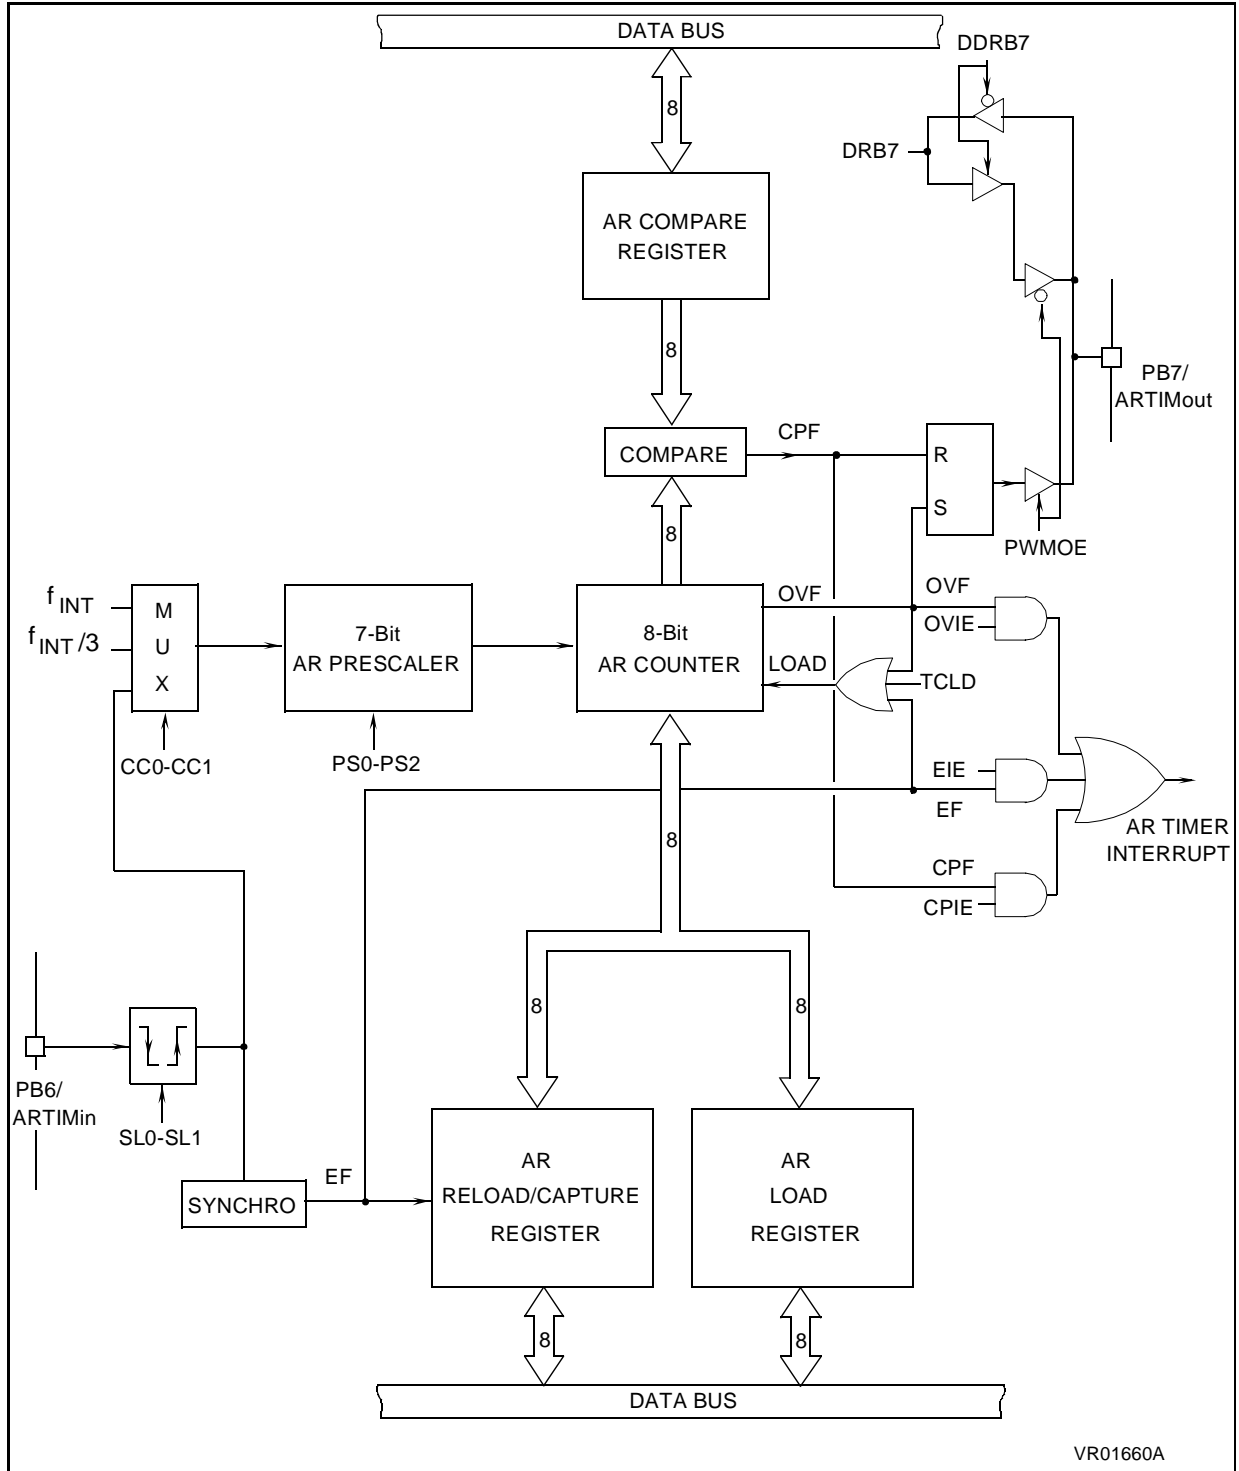 DATA BUS
DDRB7
8
DRB7
AR COMPARE
REGISTER
8
PB7/
ARTIMout
CPF
COMPARE
R
S
8
PWMOE
f INT
f INT /3
M
U
X
7-Bit
AR PRESCALER
8-Bit
AR COUNTER
OVF
OVF
OVIE
LOAD
TCLD
CC0-CC1
PS0-PS2
EIE
EF
AR TIMER
INTERRUPT
8
CPF
CPIE
8
8
PB6/
ARTIMin
SL0-SL1
EF
SYNCHRO
AR
RELOAD/CAPTURE
REGISTER
AR
LOAD
REGISTER
8
8
DATA BUS
VR01660A